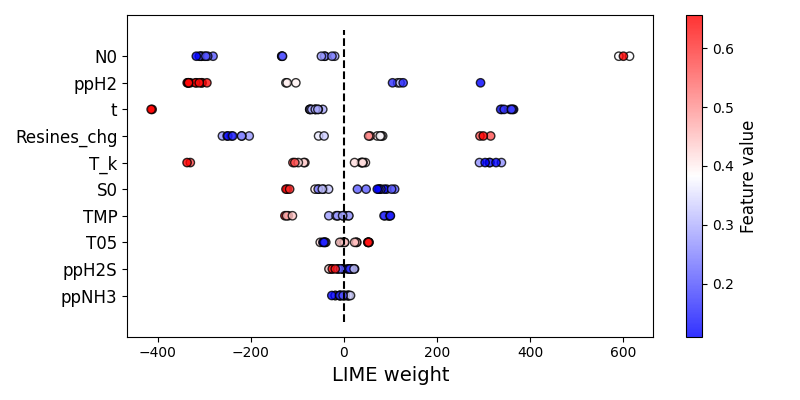 N0
ppH2
t
Resines_chg
T_k
S0
TMP
T05
ppH2S
ppNH3
−400 −200 0 200 400 600
LIME weight
0.6
0.5
0.4
0.3
0.2
Feature value